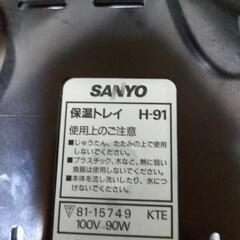 SANYO
保温トレイ H-91
使用上のご注意
■じゅうたん、たたみの上で使用
しないでください。
■プラスチック、木など、熱に弱い
食器は使用しないでください。
■本体を流し洗いしたり、水につ
けないでください。
81-15749 KTE
100V 90W